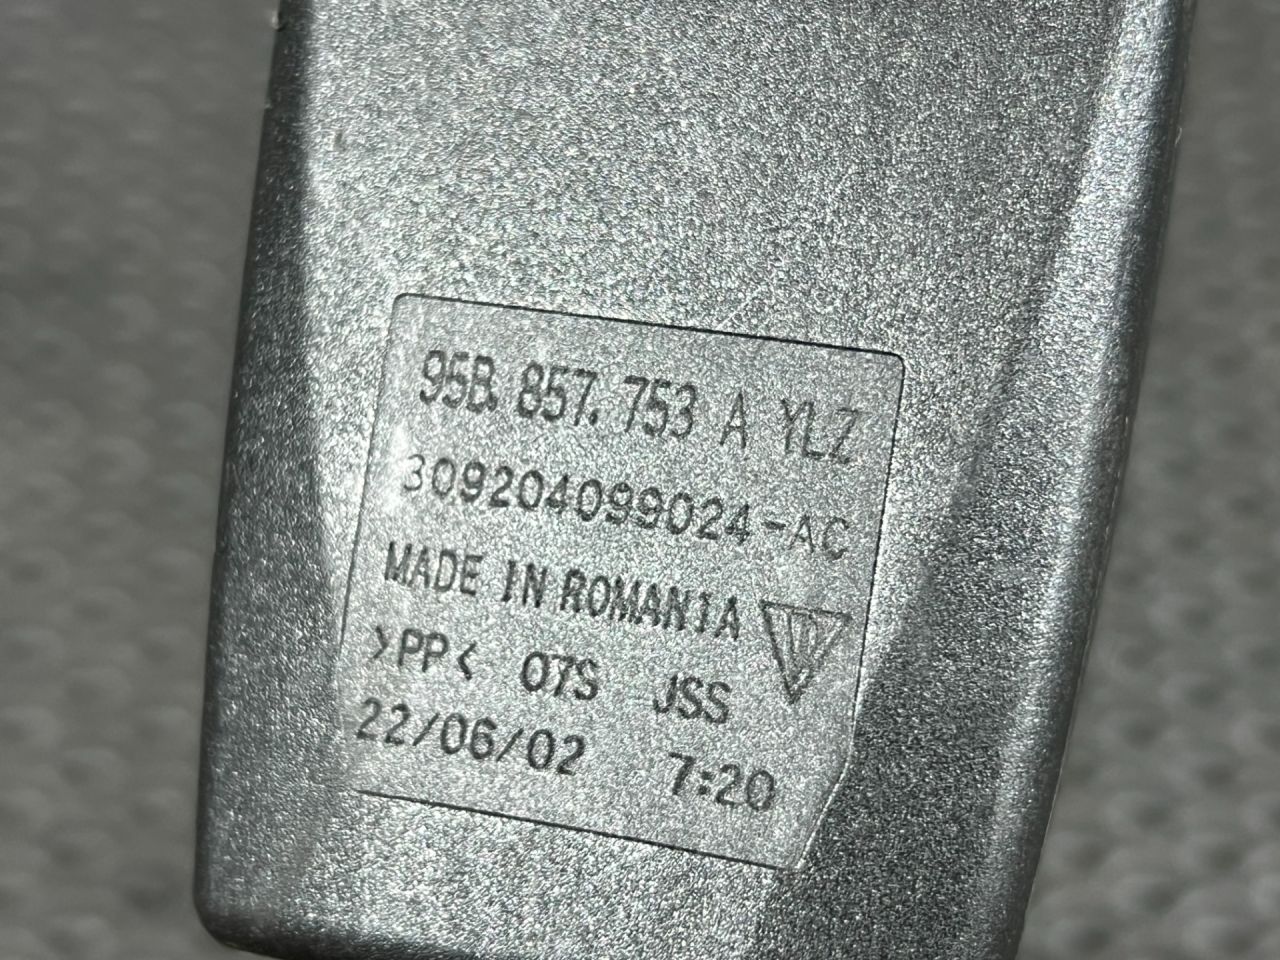 95B. 857. 753 A YLZ
309204099024-AC
MADE IN ROMANIA
>PP< 07S JSS
22/06/02 7:20